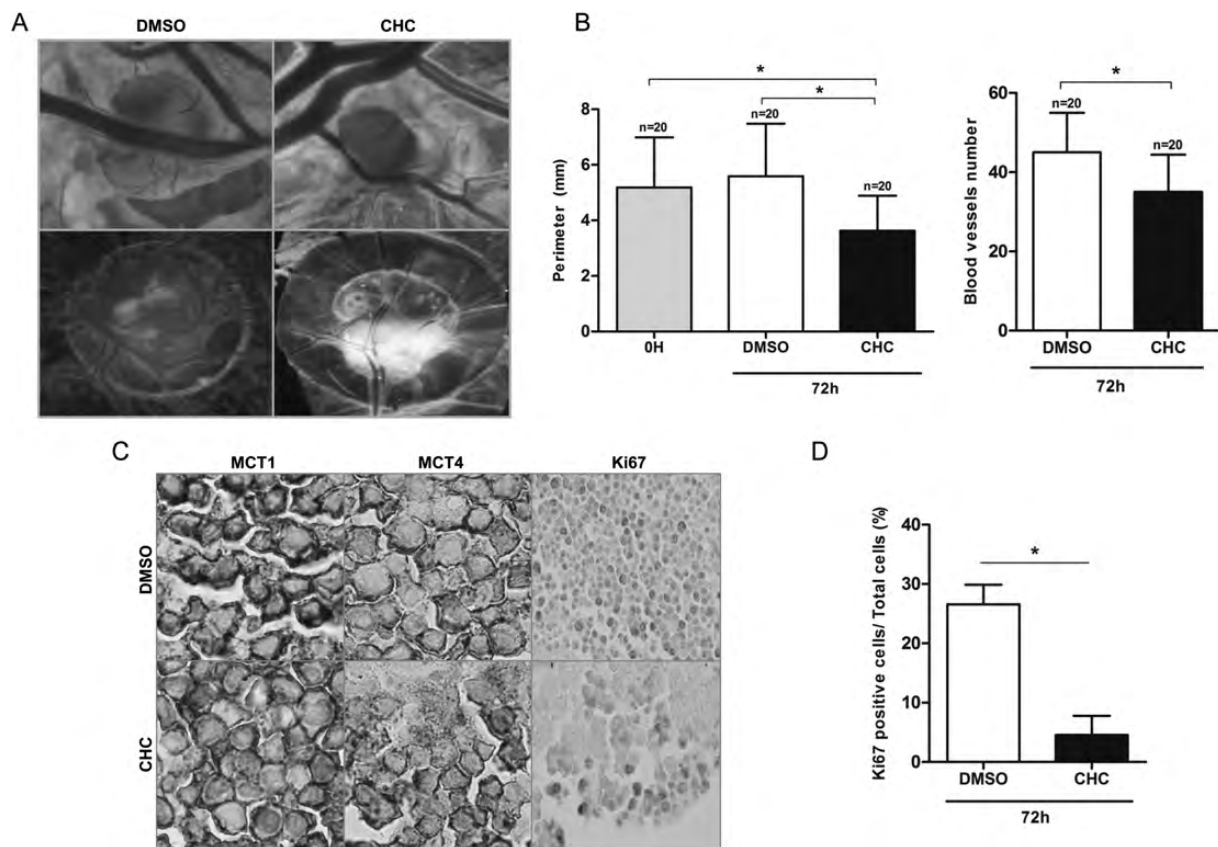 A
DMSO
CHC
B
*
*
n=20
n=20
n=20
Perimeter (mm)
8
6
4
2
0
0H
DMSO
CHC
72h
*
n=20
n=20
Blood vessels number
60
40
20
0
DMSO
CHC
72h
C
MCT1
MCT4
Ki67
DMSO
CHC
D
Ki67 positive cells/ Total cells (%)
40
30
20
10
0
*
DMSO
CHC
72h